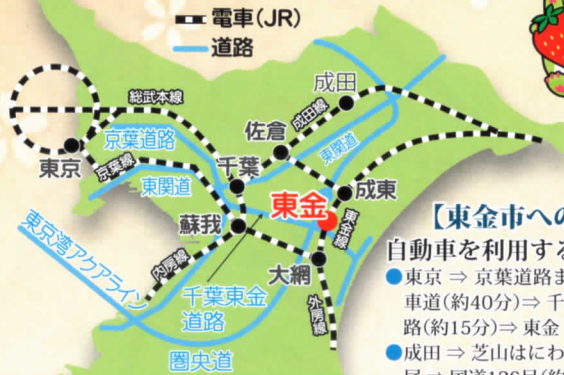 電車(JR)
道路
総武本線
成田
成田線
佐倉
京葉道路
東関道
東京
京葉線
千葉
東関道
成東
東金
東金線
蘇我
東京湾アクアライン
内房線
大網
千葉東金
道路
外房線
圏央道
【東金市への
自動車を利用する
●東京 ⇒ 京葉道路ま
車道(約40分)⇒ 千
路(約15分)⇒ 東金
●成田 ⇒ 芝山はにわ